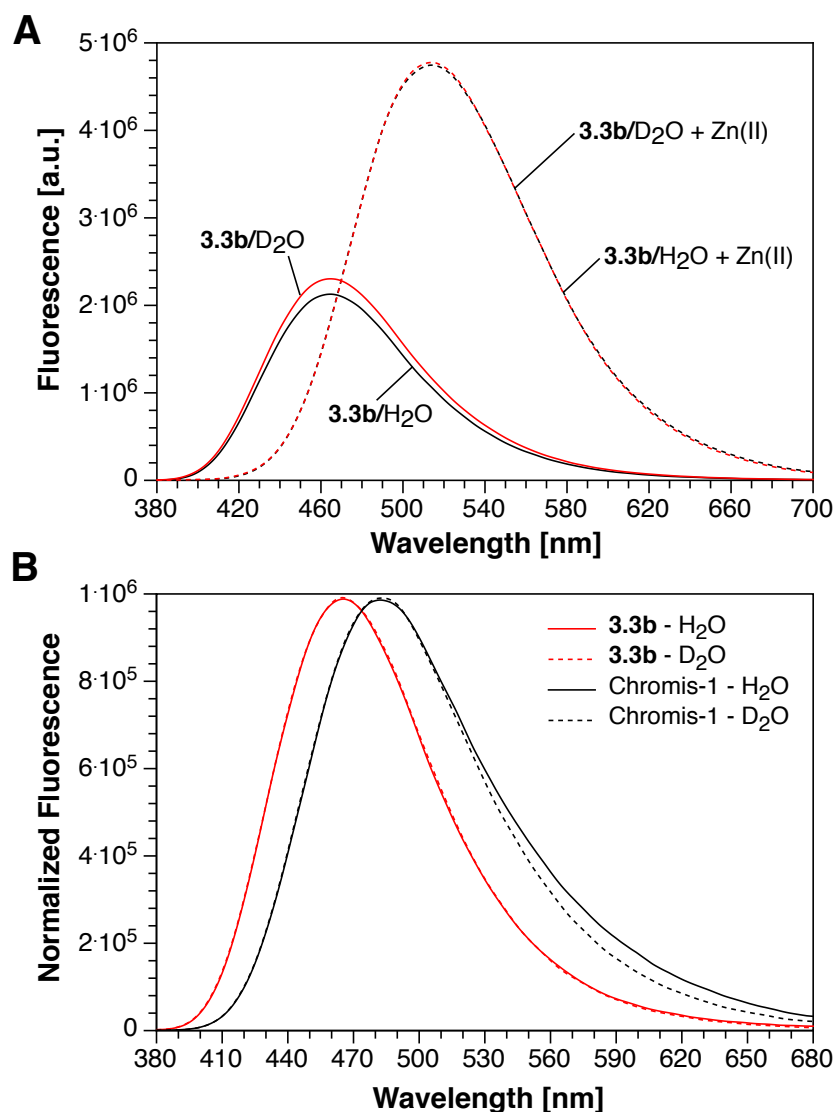 A
Fluorescence [a.u.]
5·10⁶
4·10⁶
3·10⁶
2·10⁶
1·10⁶
0
3.3b/D₂O + Zn(II)
3.3b/D₂O
3.3b/H₂O + Zn(II)
3.3b/H₂O
380 420 460 500 540 580 620 660 700
Wavelength [nm]
B
Normalized Fluorescence
1·10⁶
8·10⁵
6·10⁵
4·10⁵
2·10⁵
0
3.3b - H₂O
3.3b - D₂O
Chromis-1 - H₂O
Chromis-1 - D₂O
380 410 440 470 500 530 560 590 620 650 680
Wavelength [nm]